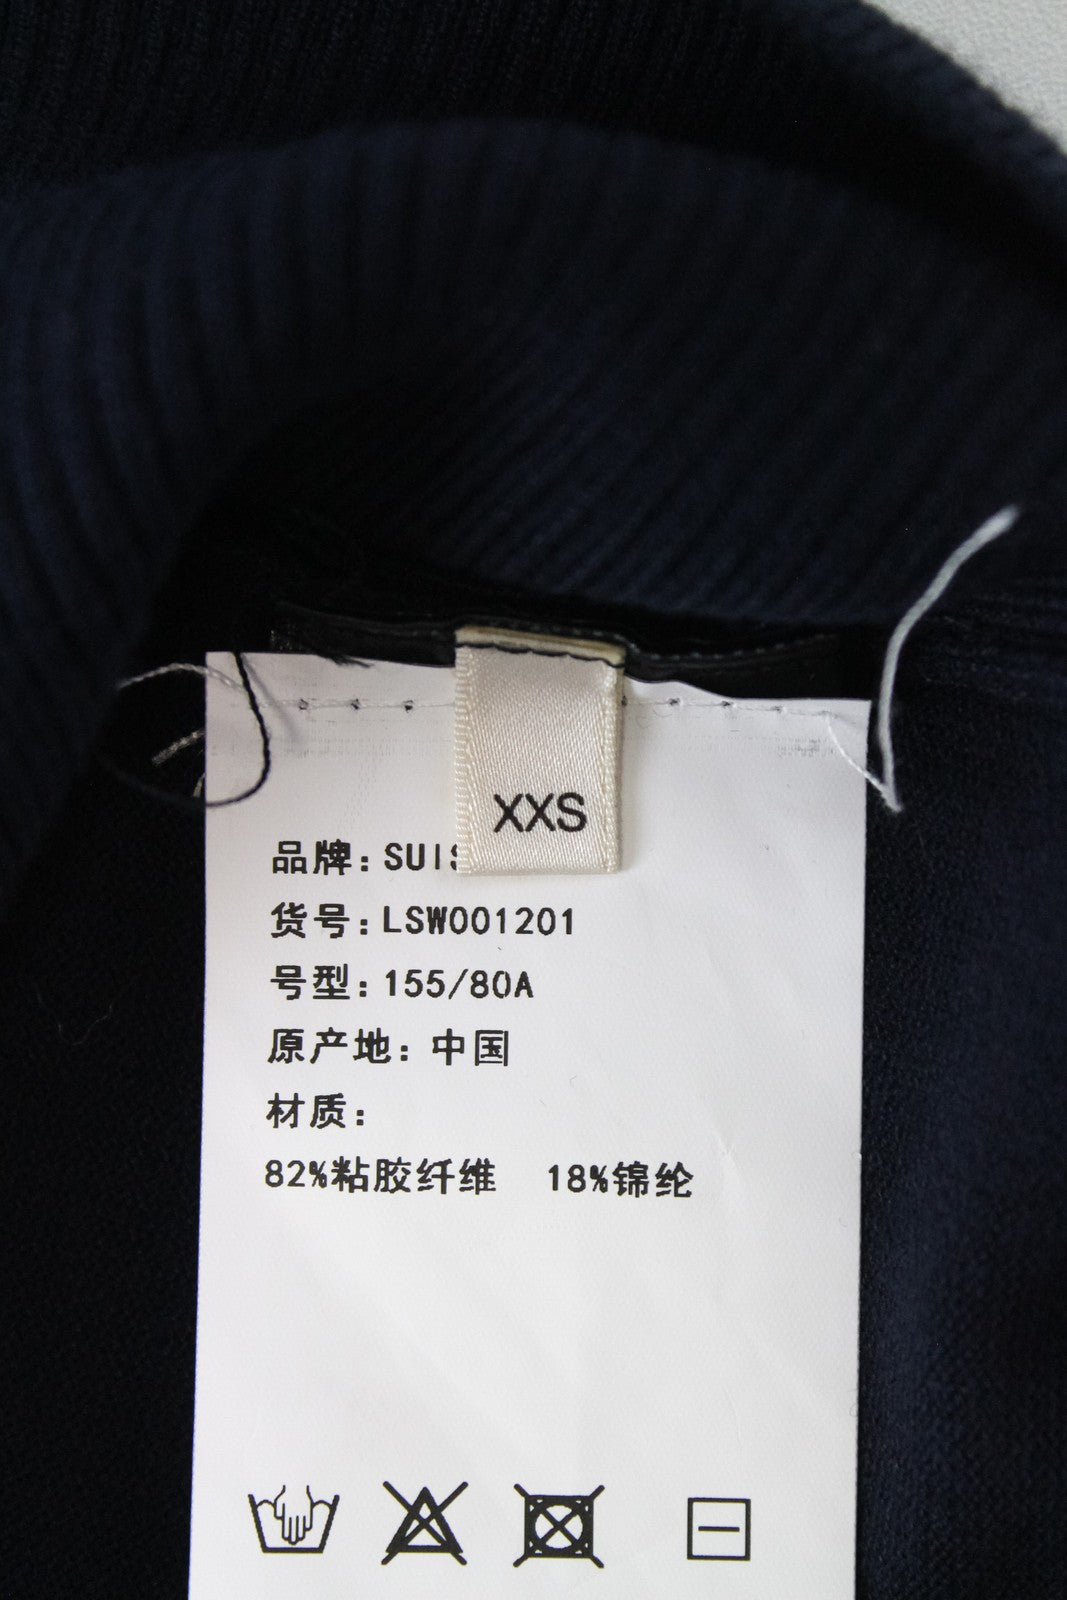 XXS
品牌:
货号:LSW001201
号型:155/80A
原产地:中国
材质:
82%粘胶纤维 18%锦纶